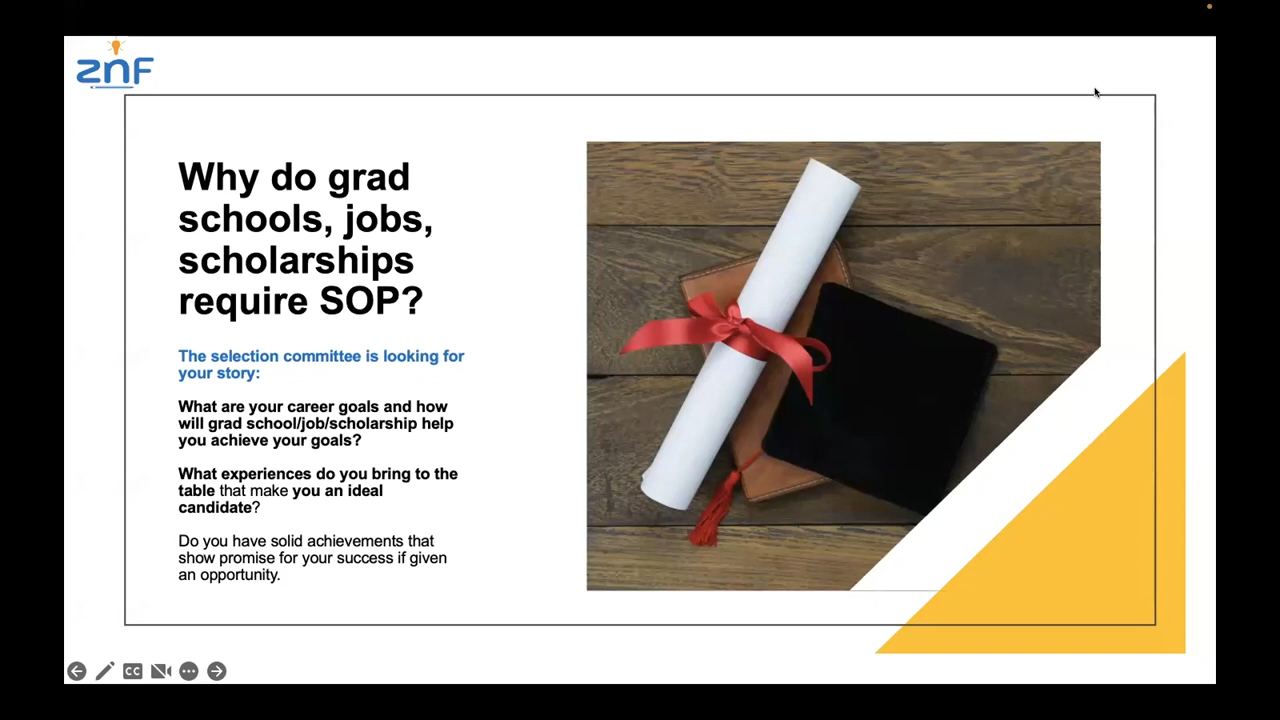 znF
Why do grad
schools, jobs,
scholarships
require SOP?
The selection committee is looking for
your story:
What are your career goals and how
will grad school/job/scholarship help
you achieve your goals?
What experiences do you bring to the
table that make you an ideal
candidate?
Do you have solid achievements that
show promise for your success if given
an opportunity.
CC